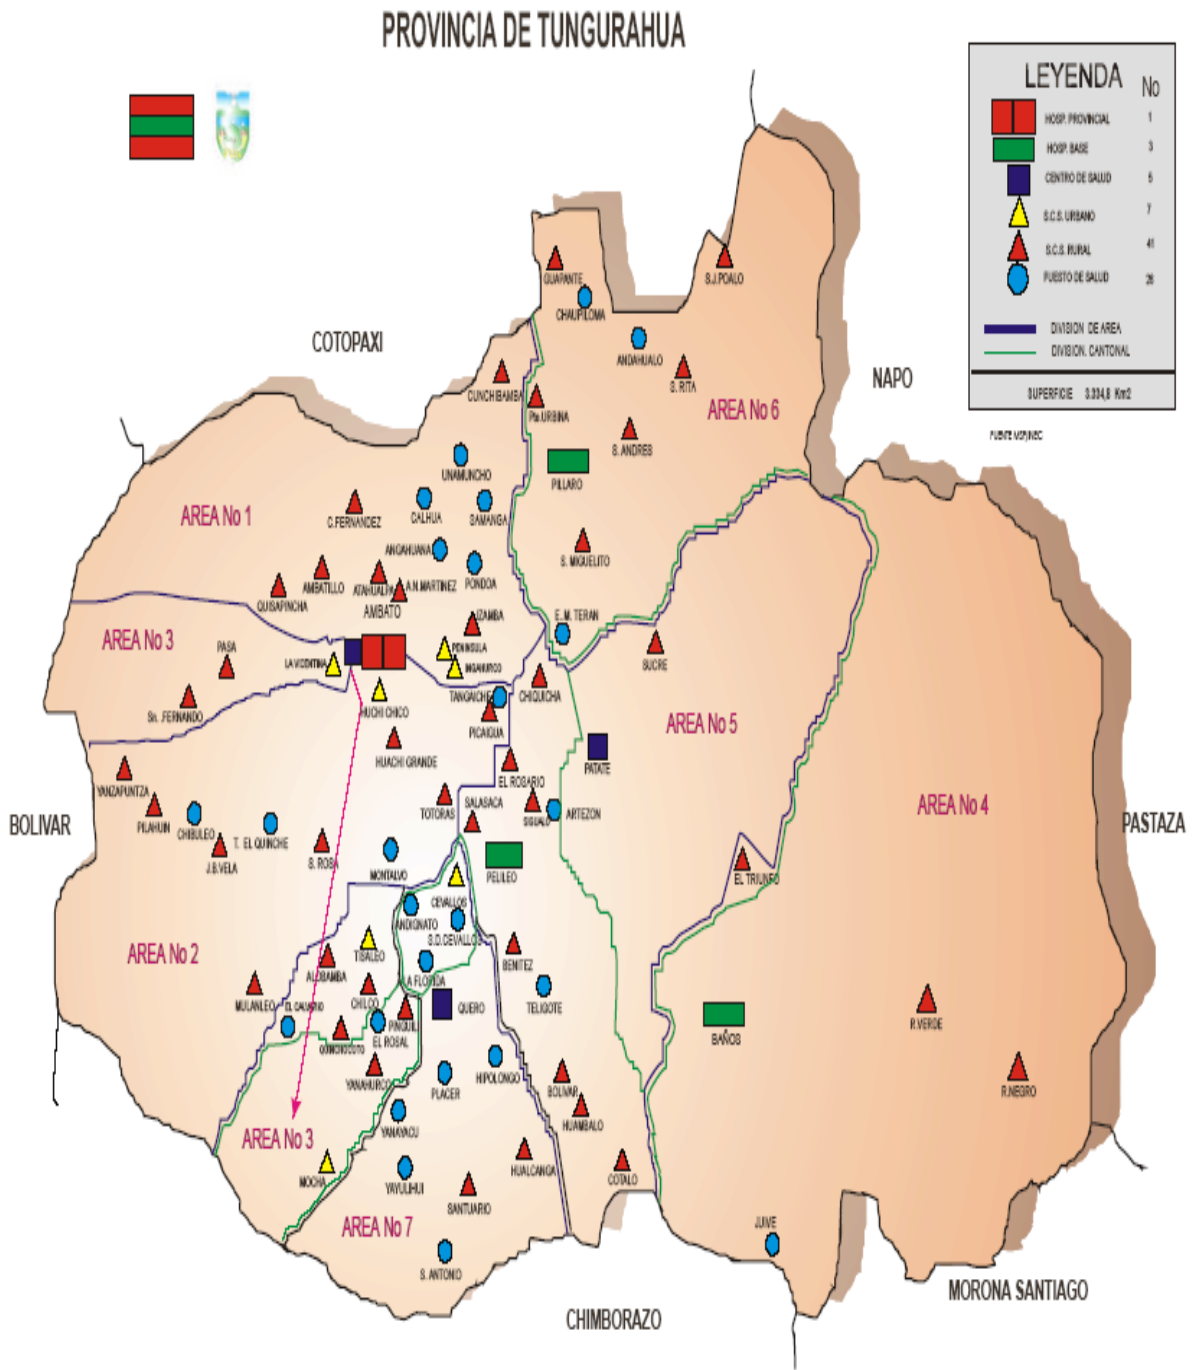 PROVINCIA DE TUNGURAHUA
LEYENDA No
HOSP. PROVINCIAL 1
HOSP. BASE 3
CENTRO DE SALUD 5
S.C.S. URBANO 7
S.C.S. RURAL 41
PUESTO DE SALUD 26
DIVISION DE AREA
DIVISION. CANTONAL
SUPERFICIE 3.334,8 Km2
COTOPAXI
NAPO
GUAPANTE
S.J.POALO
CHAUPILOMA
ANDAHUALO
S. RITA
CUNCHIBAMBA
Pte.URBINA
AREA No 6
S. ANDRES
UNAMUNCHO
PILLARO
CALHUA
SAMANGA
C.FERNANDEZ
AREA No 1
ANGAHUANA
S. MIGUELITO
PONDOA
AMBATILLO
ATAHUALPA
A.N.MARTINEZ
QUISAPINCHA
AMBATO
IZAMBA
E..M. TERAN
AREA No 3
PASA
LA VICENTINA
PENINSULA
INGAHURCO
SUCRE
TANGAICHE
CHIQUICHA
Sn. .FERNANDO
HUCHI CHICO
PICAIGUA
AREA No 5
HUACHI GRANDE
PATATE
EL ROSARIO
YANZAPUNTZA
SALASACA
TOTORAS
SIGUALO
ARTEZON
AREA No 4
PILAHUIN
CHIBULEO
T. EL QUINCHE
BOLIVAR
PASTAZA
J.B.VELA
S. ROSA
MONTALVO
PELILEO
EL TRIUNFO
CEVALLOS
ANDIGNATO
S.D.CEVALLOS
AREA No 2
TISALEO
BENITEZ
ALOBAMBA
LA FLORIDA
MULANLEO
EL CALVARIO
CHILCO
QUERO
TELIGOTE
PINGUIL
R.VERDE
BAÑOS
QUINCHICOTO
EL ROSAL
YANAHURCO
PLACER
HIPOLONGO
BOLIVAR
R.NEGRO
HUAMBALO
YANAYACU
AREA No 3
MOCHA
YAYULIHUI
HUALCANGA
COTALO
SANTUARIO
AREA No 7
JUIVE
S. ANTONIO
MORONA SANTIAGO
CHIMBORAZO